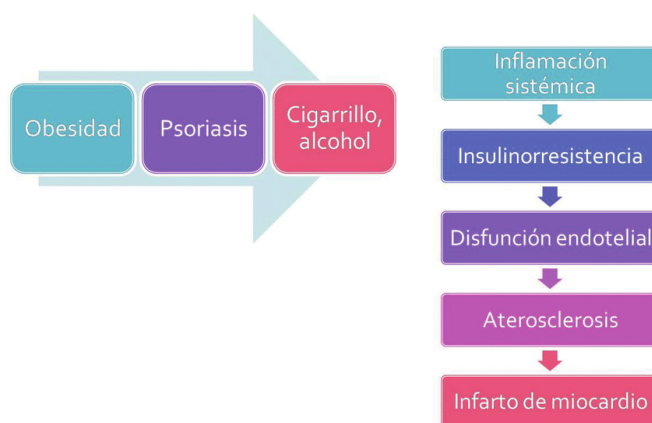 Obesidad
Psoriasis
Cigarrillo,
alcohol
Inflamación
sistémica
Insulinorresistencia
Disfunción endotelial
Aterosclerosis
Infarto de miocardio